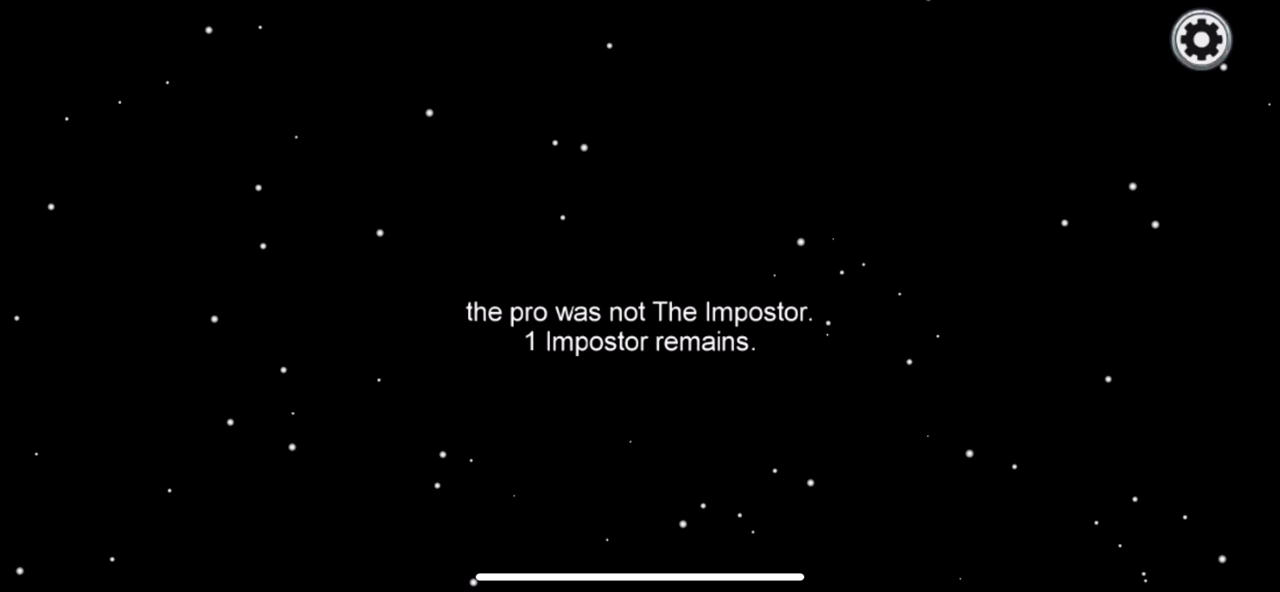 the pro was not The Impostor.
1 Impostor remains.